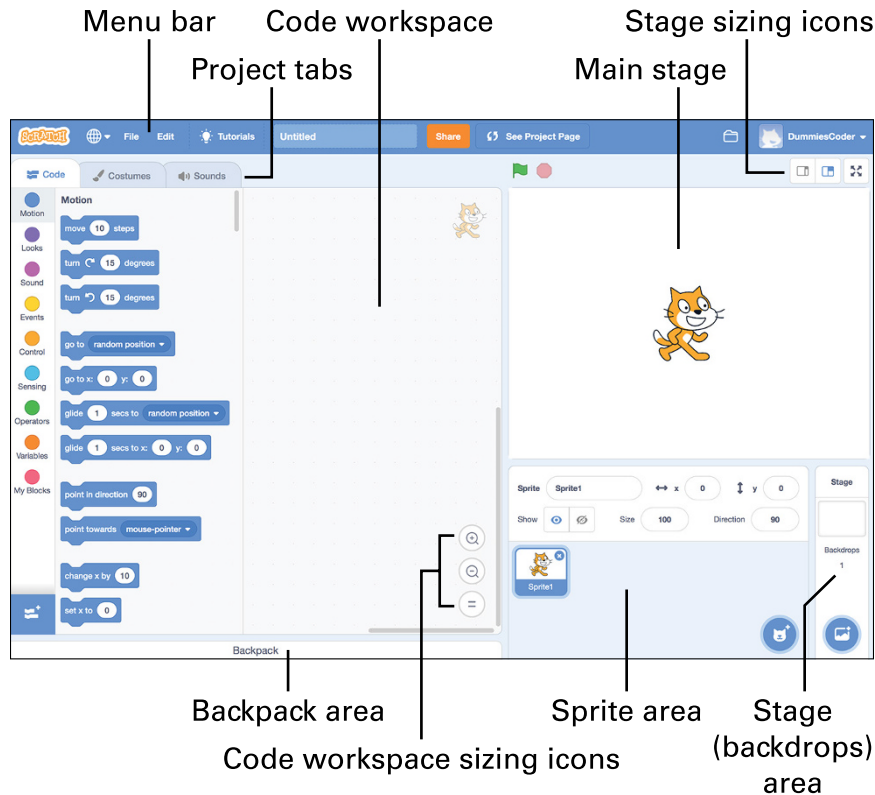 Menu bar
Code workspace
Stage sizing icons
Project tabs
Main stage
SCRATCH
File
Edit
Tutorials
Untitled
Share
See Project Page
DummiesCoder
Code
Costumes
Sounds
Motion
Looks
Sound
Events
Control
Sensing
Operators
Variables
My Blocks
Motion
move 10 steps
turn 15 degrees
turn 15 degrees
go to random position
go to x: 0 y: 0
glide 1 secs to random position
glide 1 secs to x: 0 y: 0
point in direction 90
point towards mouse-pointer
change x by 10
set x to 0
Sprite Sprite1 x 0 y 0
Show Size 100 Direction 90
Sprite1
Stage
Backdrops
1
Backpack
Backpack area
Sprite area
Stage
(backdrops)
area
Code workspace sizing icons